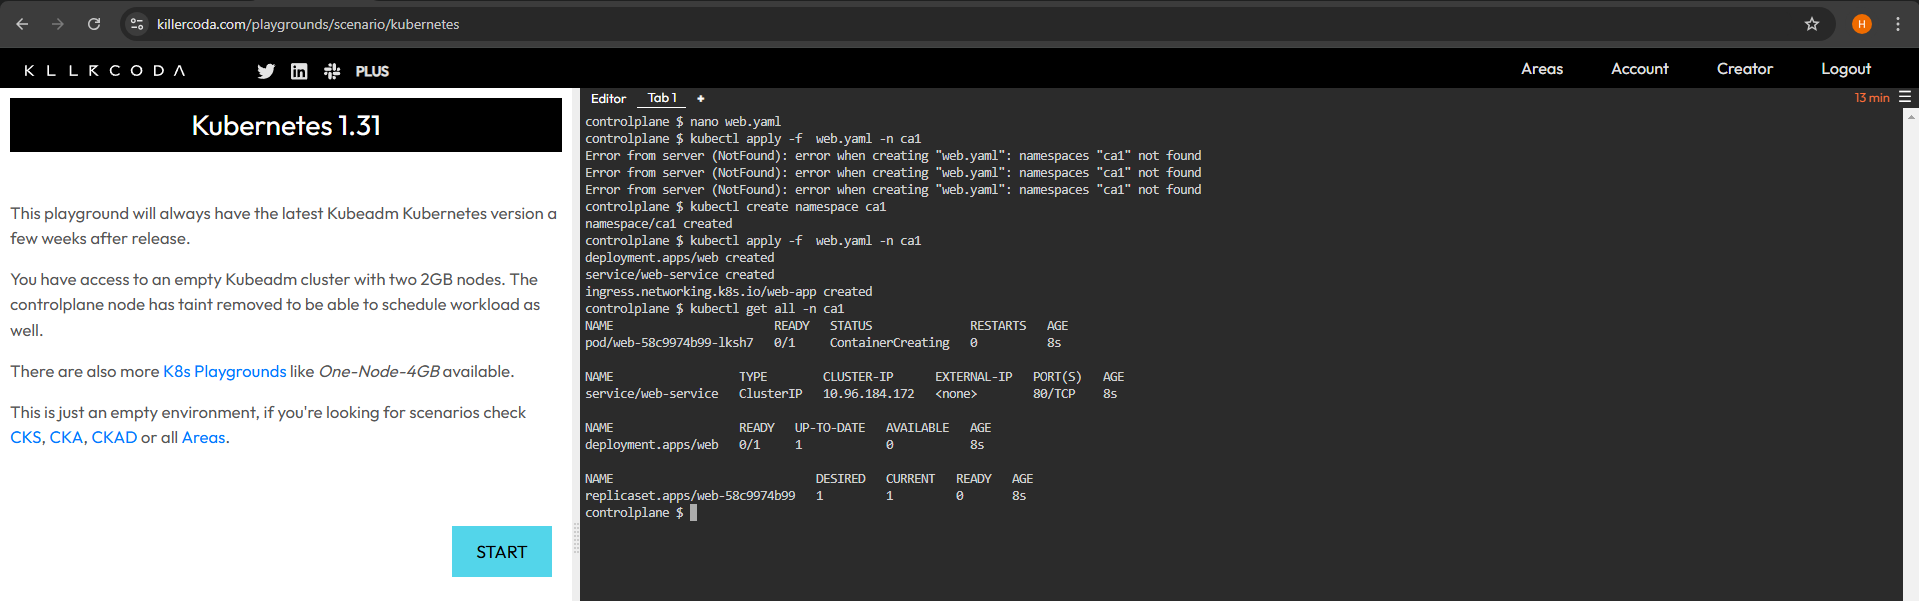 killercoda.com/playgrounds/scenario/kubernetes
H
KLLRCODA
PLUS
Areas
Account
Creator
Logout
Kubernetes 1.31
This playground will always have the latest Kubeadm Kubernetes version a
few weeks after release.
You have access to an empty Kubeadm cluster with two 2GB nodes. The
controlplane node has taint removed to be able to schedule workload as
well.
There are also more K8s Playgrounds like One-Node-4GB available.
This is just an empty environment, if you're looking for scenarios check
CKS, CKA, CKAD or all Areas.
START
Editor Tab 1 +
13 min
controlplane $ nano web.yaml
controlplane $ kubectl apply -f  web.yaml -n ca1
Error from server (NotFound): error when creating "web.yaml": namespaces "ca1" not found
Error from server (NotFound): error when creating "web.yaml": namespaces "ca1" not found
Error from server (NotFound): error when creating "web.yaml": namespaces "ca1" not found
controlplane $ kubectl create namespace ca1
namespace/ca1 created
controlplane $ kubectl apply -f  web.yaml -n ca1
deployment.apps/web created
service/web-service created
ingress.networking.k8s.io/web-app created
controlplane $ kubectl get all -n ca1
NAME                       READY   STATUS              RESTARTS   AGE
pod/web-58c9974b99-lksh7   0/1     ContainerCreating   0          8s
NAME                  TYPE        CLUSTER-IP      EXTERNAL-IP   PORT(S)   AGE
service/web-service   ClusterIP   10.96.184.172   <none>        80/TCP    8s
NAME                  READY   UP-TO-DATE   AVAILABLE   AGE
deployment.apps/web   0/1     1            0           8s
NAME                             DESIRED   CURRENT   READY   AGE
replicaset.apps/web-58c9974b99   1         1         0       8s
controlplane $